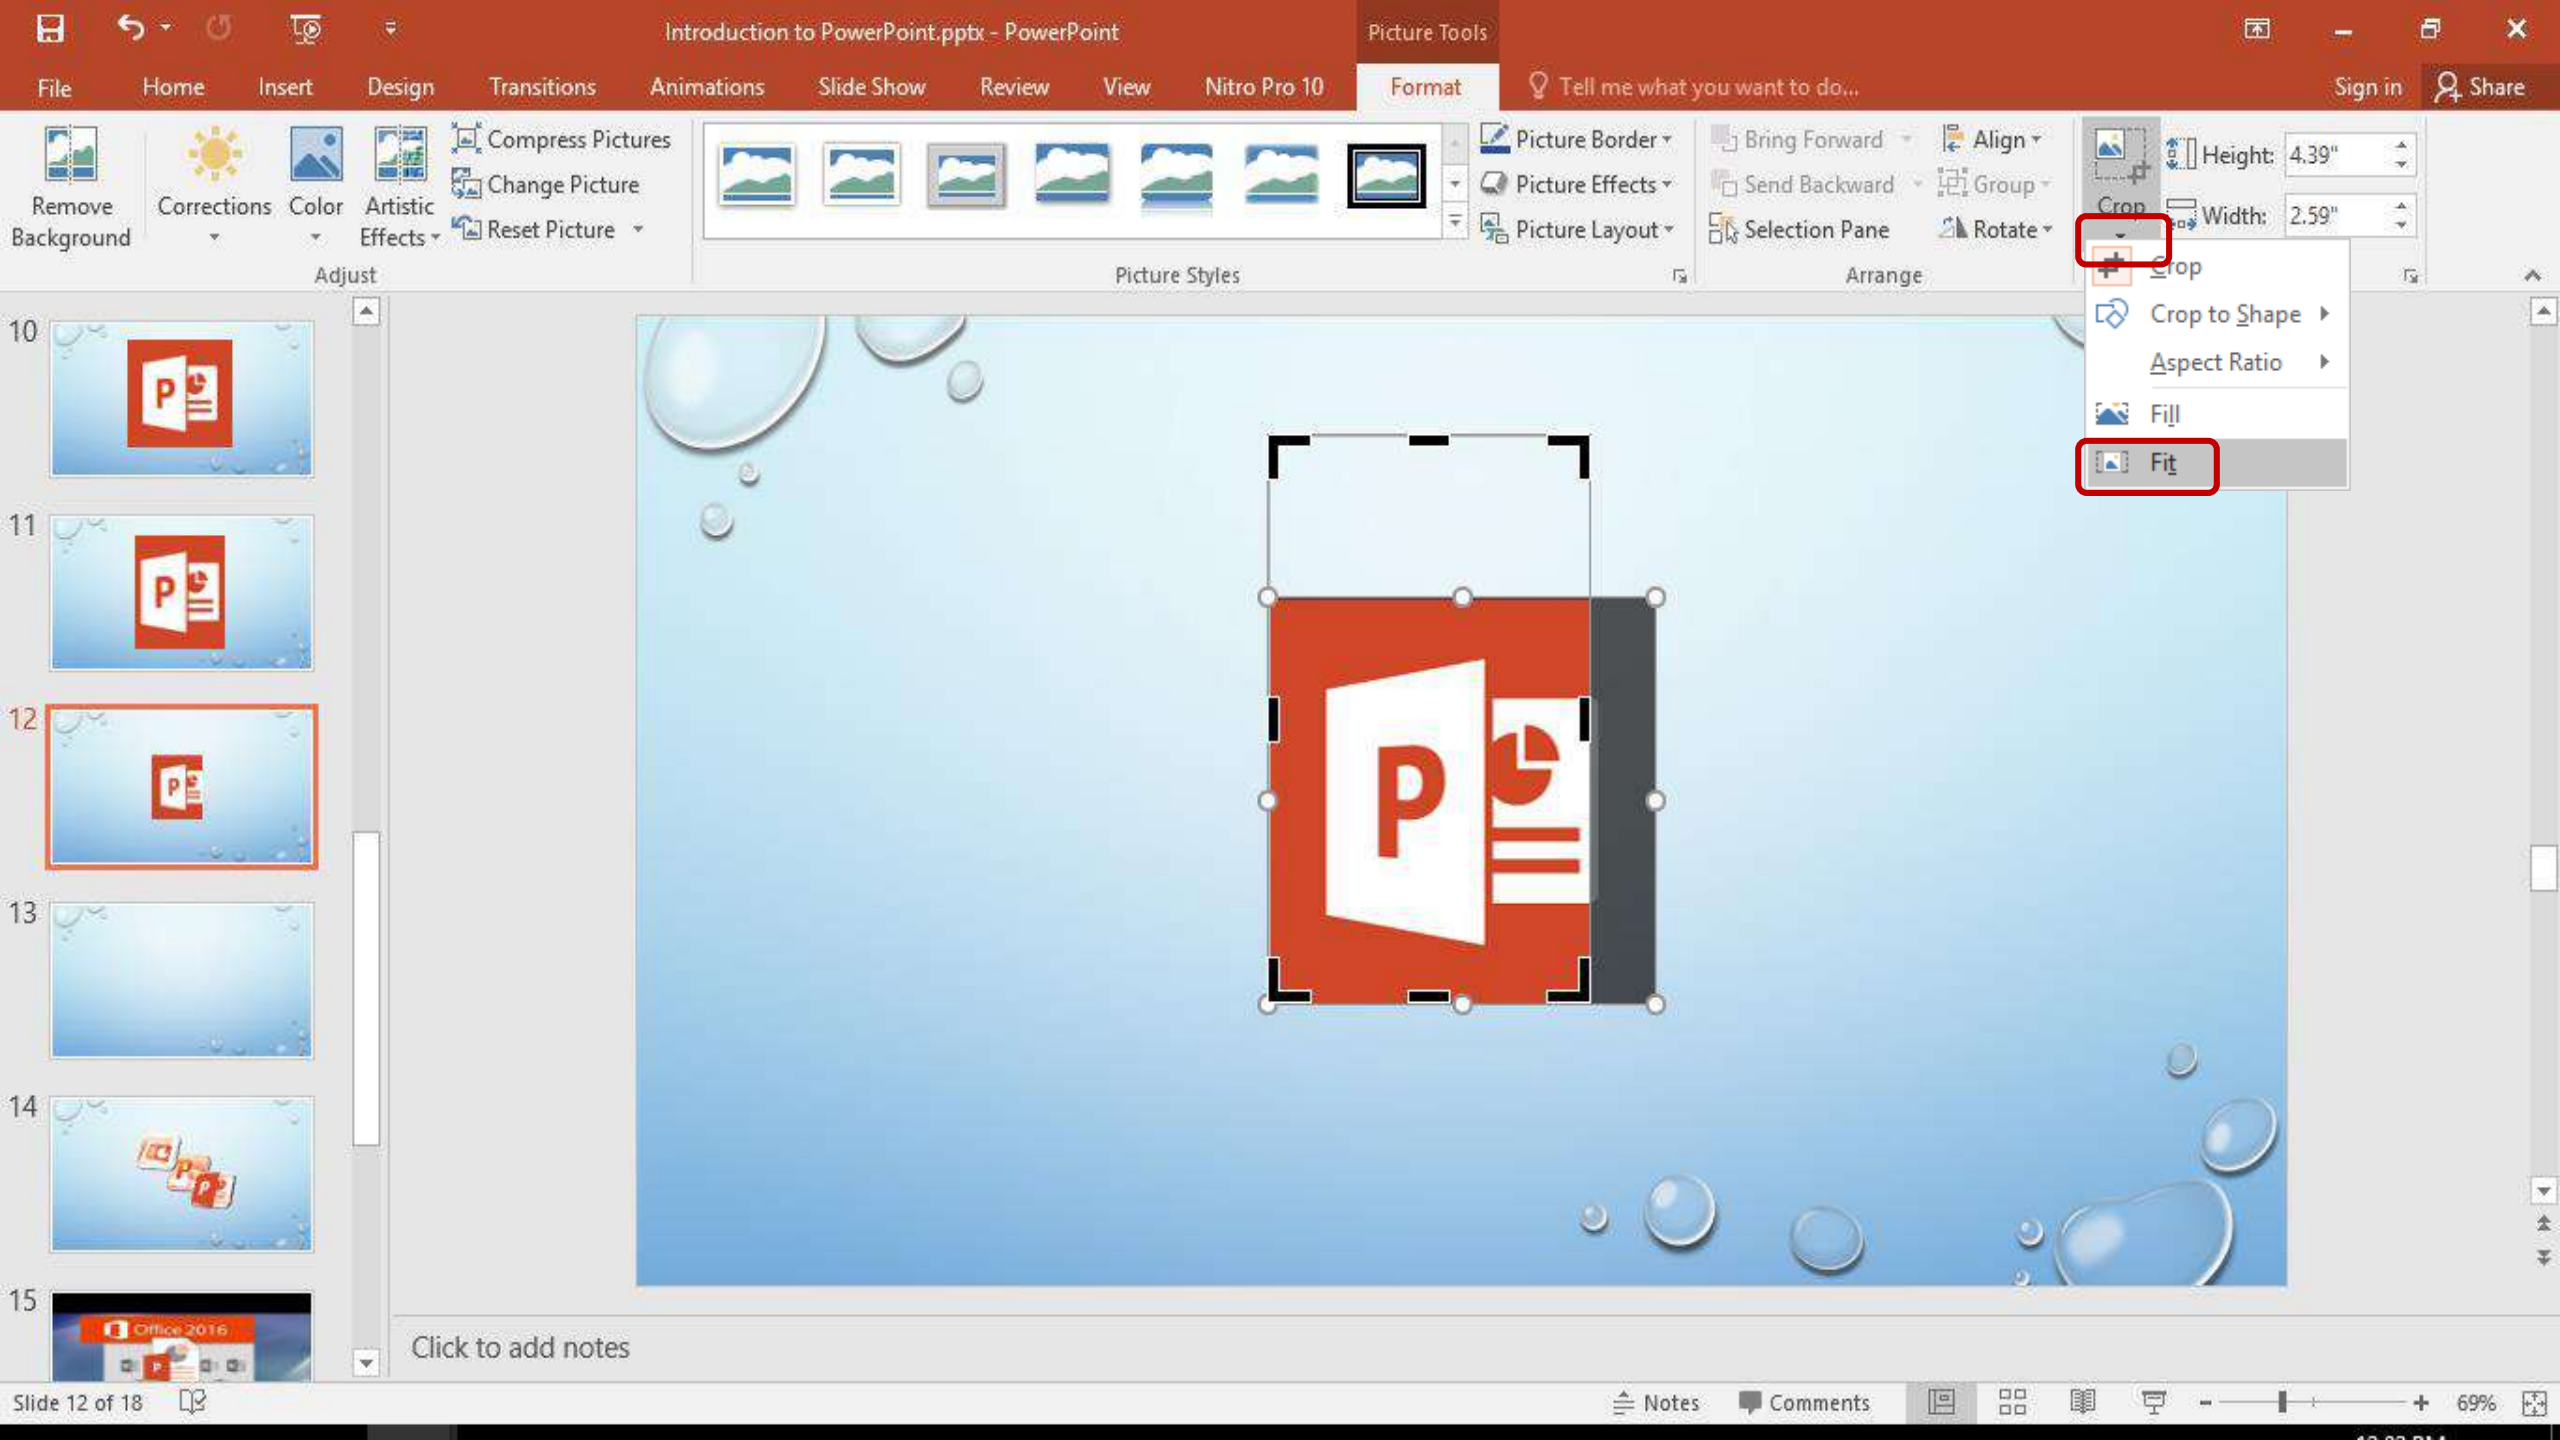 Introduction to PowerPoint.pptx - PowerPoint
Picture Tools
File Home Insert Design Transitions Animations Slide Show Review View Nitro Pro 10 Format Tell me what you want to do... Sign in Share
Remove Background
Corrections
Color
Artistic Effects
Compress Pictures
Change Picture
Reset Picture
Adjust
Picture Styles
Picture Border
Picture Effects
Picture Layout
Bring Forward
Send Backward
Selection Pane
Align
Group
Rotate
Arrange
Crop
Height: 4.39"
Width: 2.59"
Crop
Crop to Shape
Aspect Ratio
Fill
Fit
10
P
11
P
12
P
13
14
P
P
15
Office 2016
P
P
Click to add notes
Slide 12 of 18
Notes
Comments
69%